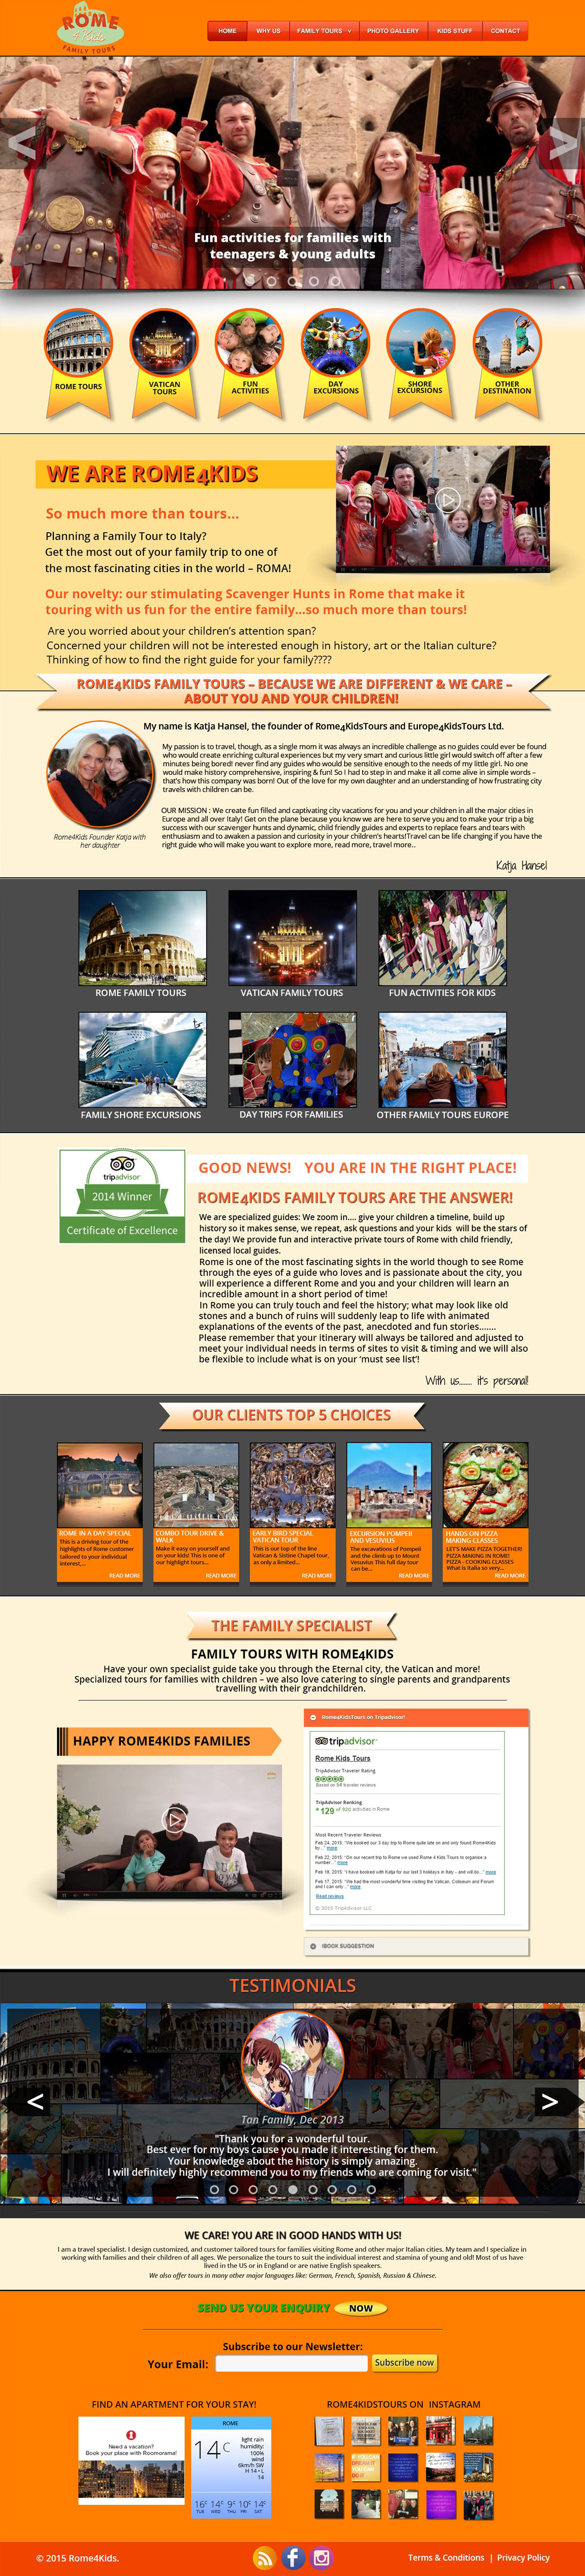 ROME
4 Kids
FAMILY TOURS
HOME
WHY US
FAMILY TOURS v
PHOTO GALLERY
KIDS STUFF
CONTACT
<
>
Fun activities for families with
teenagers & young adults
ROME TOURS
VATICAN
TOURS
FUN
ACTIVITIES
DAY
EXCURSIONS
SHORE
EXCURSIONS
OTHER
DESTINATION
WE ARE ROME4KIDS
So much more than tours...
Planning a Family Tour to Italy?
Get the most out of your family trip to one of
the most fascinating cities in the world – ROMA!
Our novelty: our stimulating Scavenger Hunts in Rome that make it
touring with us fun for the entire family...so much more than tours!
Are you worried about your children's attention span?
Concerned your children will not be interested enough in history, art or the Italian culture?
Thinking of how to find the right guide for your family????
ROME4KIDS FAMILY TOURS – BECAUSE WE ARE DIFFERENT & WE CARE –
ABOUT YOU AND YOUR CHILDREN!
My name is Katja Hansel, the founder of Rome4KidsTours and Europe4KidsTours Ltd.
My passion is to travel, though, as a single mom it was always an incredible challenge as no guides could ever be found
who would create enriching cultural experiences but my very smart and curious little girl would switch off after a few
minutes being bored! never find any guides who would be sensitive enough to the needs of my little girl. No one
would make history comprehensive, inspiring & fun! So I had to step in and make it all come alive in simple words –
that's how this company was born! Out of the love for my own daughter and an understanding of how frustrating city
travels with children can be.
OUR MISSION : We create fun filled and captivating city vacations for you and your children in all the major cities in
Europe and all over Italy! Get on the plane because you know we are here to serve you and to make your trip a big
success with our scavenger hunts and dynamic, child friendly guides and experts to replace fears and tears with
enthusiasm and to awaken a passion and curiosity in your children's hearts!Travel can be life changing if you have the
right guide who will make you want to explore more, read more, travel more..
Rome4Kids Founder Katja with
her daughter
Katja Hansel
ROME FAMILY TOURS
VATICAN FAMILY TOURS
FUN ACTIVITIES FOR KIDS
FAMILY SHORE EXCURSIONS
DAY TRIPS FOR FAMILIES
OTHER FAMILY TOURS EUROPE
tripadvisor
2014 Winner
Certificate of Excellence
GOOD NEWS! YOU ARE IN THE RIGHT PLACE!
ROME4KIDS FAMILY TOURS ARE THE ANSWER!
We are specialized guides: We zoom in.... give your children a timeline, build up
history so it makes sense, we repeat, ask questions and your kids will be the stars of
the day! We provide fun and interactive private tours of Rome with child friendly,
licensed local guides.
Rome is one of the most fascinating sights in the world though to see Rome
through the eyes of a guide who loves and is passionate about the city, you
will experience a different Rome and you and your children will learn an
incredible amount in a short period of time!
In Rome you can truly touch and feel the history; what may look like old
stones and a bunch of ruins will suddenly leap to life with animated
explanations of the events of the past, anecdoted and fun stories.......
Please remember that your itinerary will always be tailored and adjusted to
meet your individual needs in terms of sites to visit & timing and we will also
be flexible to include what is on your 'must see list'!
With us...... it's personal!
OUR CLIENTS TOP 5 CHOICES
ROME IN A DAY SPECIAL
This is a driving tour of the
highlights of Rome customer
tailored to your individual
interest,...
READ MORE
COMBO TOUR DRIVE &
WALK
Make it easy on yourself and
on your kids! This is one of
our highlight tours...
READ MORE
EARLY BIRD SPECIAL
VATICAN TOUR
This is our top of the line
Vatican & Sistine Chapel tour,
as only a limited...
READ MORE
EXCURSION POMPEII
AND VESUVIUS
The excavations of Pompeii
and the climb up to Mount
Vesuvius This full day tour
can be...
READ MORE
HANDS ON PIZZA
MAKING CLASSES
LET'S MAKE PIZZA TOGETHER!
PIZZA MAKING IN ROME!
PIZZA - COOKING CLASSES
What is Italia so very...
READ MORE
THE FAMILY SPECIALIST
FAMILY TOURS WITH ROME4KIDS
Have your own specialist guide take you through the Eternal city, the Vatican and more!
Specialized tours for families with children – we also love catering to single parents and grandparents
travelling with their grandchildren.
HAPPY ROME4KIDS FAMILIES
Rome4KidsTours on Tripadvisor!
tripadvisor
Rome Kids Tours
TripAdvisor Traveler Rating
Based on 54 traveler reviews
TripAdvisor Ranking
# 129 of 920 activities in Rome
Most Recent Traveler Reviews
Feb 24, 2015: "We booked our 3 day trip to Rome quite late on and only found Rome4Kids
by..." more
Feb 22, 2015: "On our recent trip to Rome we used Rome 4 Kids Tours to organise a
number..." more
Feb 18, 2015: "I have booked with Katja for our last 3 holidays in Italy – and will do..." more
Feb 17, 2015: "We had the most wonderful time visiting the Vatican, Coliseum and Forum
and I can only..." more
Read reviews
© 2015 TripAdvisor LLC
IBOOK SUGGESTION
TESTIMONIALS
<
>
Tan Family, Dec 2013
"Thank you for a wonderful tour.
Best ever for my boys cause you made it interesting for them.
Your knowledge about the history is simply amazing.
I will definitely highly recommend you to my friends who are coming for visit."
WE CARE! YOU ARE IN GOOD HANDS WITH US!
I am a travel specialist. I design customized, and customer tailored tours for families visiting Rome and other major Italian cities. My team and I specialize in
working with families and their children of all ages. We personalize the tours to suit the individual interest and stamina of young and old! Most of us have
lived in the US or in England or are native English speakers.
We also offer tours in many other major languages like: German, French, Spanish, Russian & Chinese.
SEND US YOUR ENQUIRY
NOW
Subscribe to our Newsletter:
Your Email:
Subscribe now
FIND AN APARTMENT FOR YOUR STAY!
ROME4KIDSTOURS ON INSTAGRAM
Need a vacation?
Book your place with Roomorama!
ROME
14 C
light rain
humidity:
100%
wind
6km/h SW
H 14 • L
14
16° 14° 9° 10° 14°
TUE WED THU FRI SAT
© 2015 Rome4Kids.
Terms & Conditions | Privacy Policy